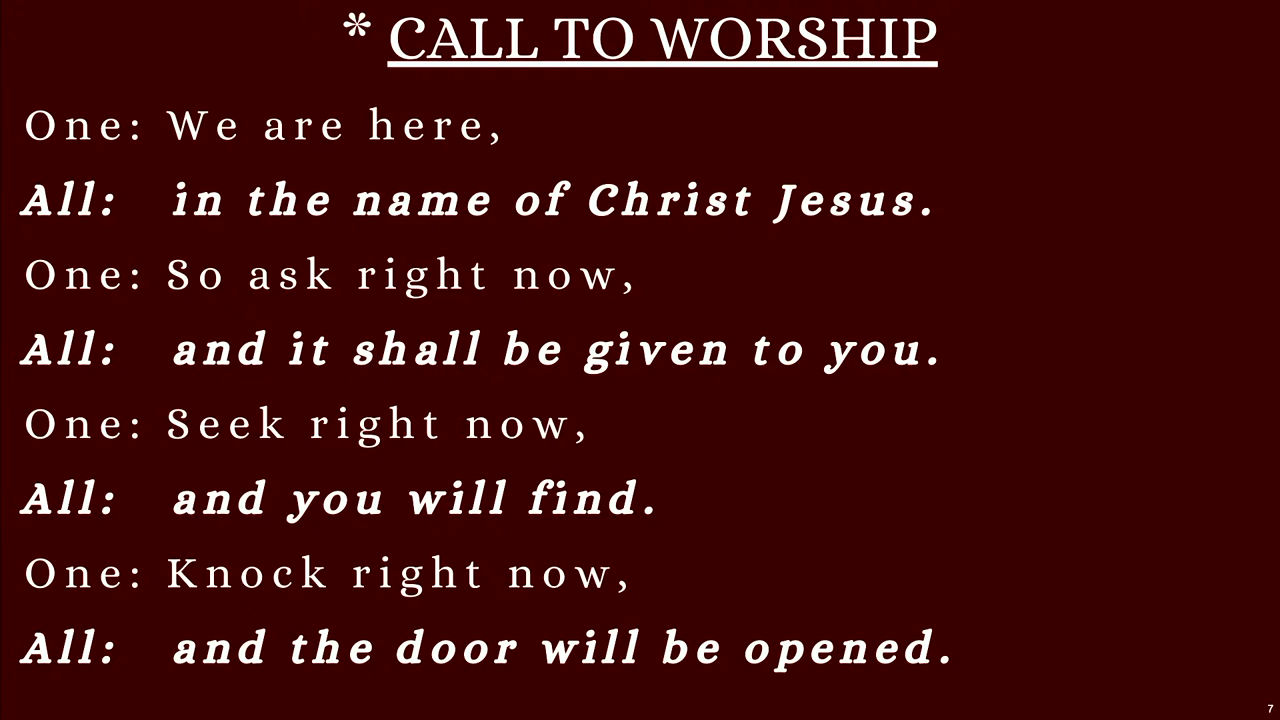 * CALL TO WORSHIP
One: We are here,
All: in the name of Christ Jesus.
One: So ask right now,
All: and it shall be given to you.
One: Seek right now,
All: and you will find.
One: Knock right now,
All: and the door will be opened.
7